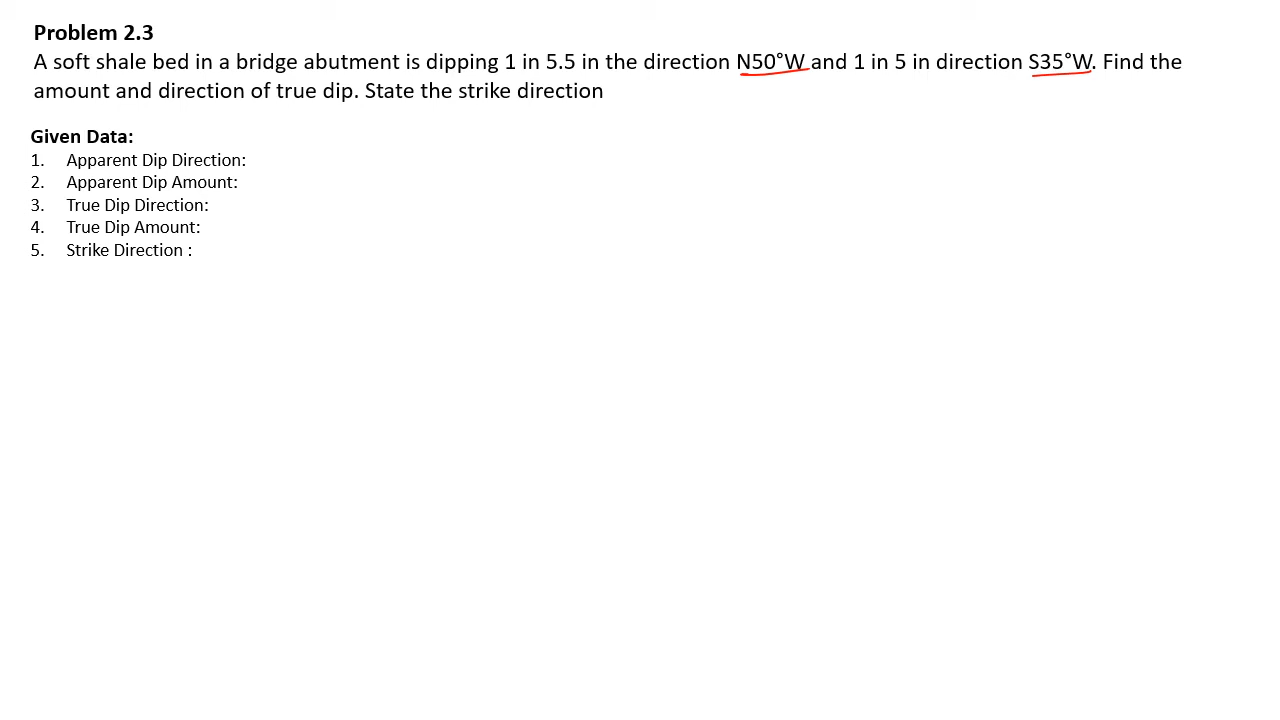 Problem 2.3
A soft shale bed in a bridge abutment is dipping 1 in 5.5 in the direction N50°W and 1 in 5 in direction S35°W. Find the
amount and direction of true dip. State the strike direction
Given Data:
1. Apparent Dip Direction:
2. Apparent Dip Amount:
3. True Dip Direction:
4. True Dip Amount:
5. Strike Direction :